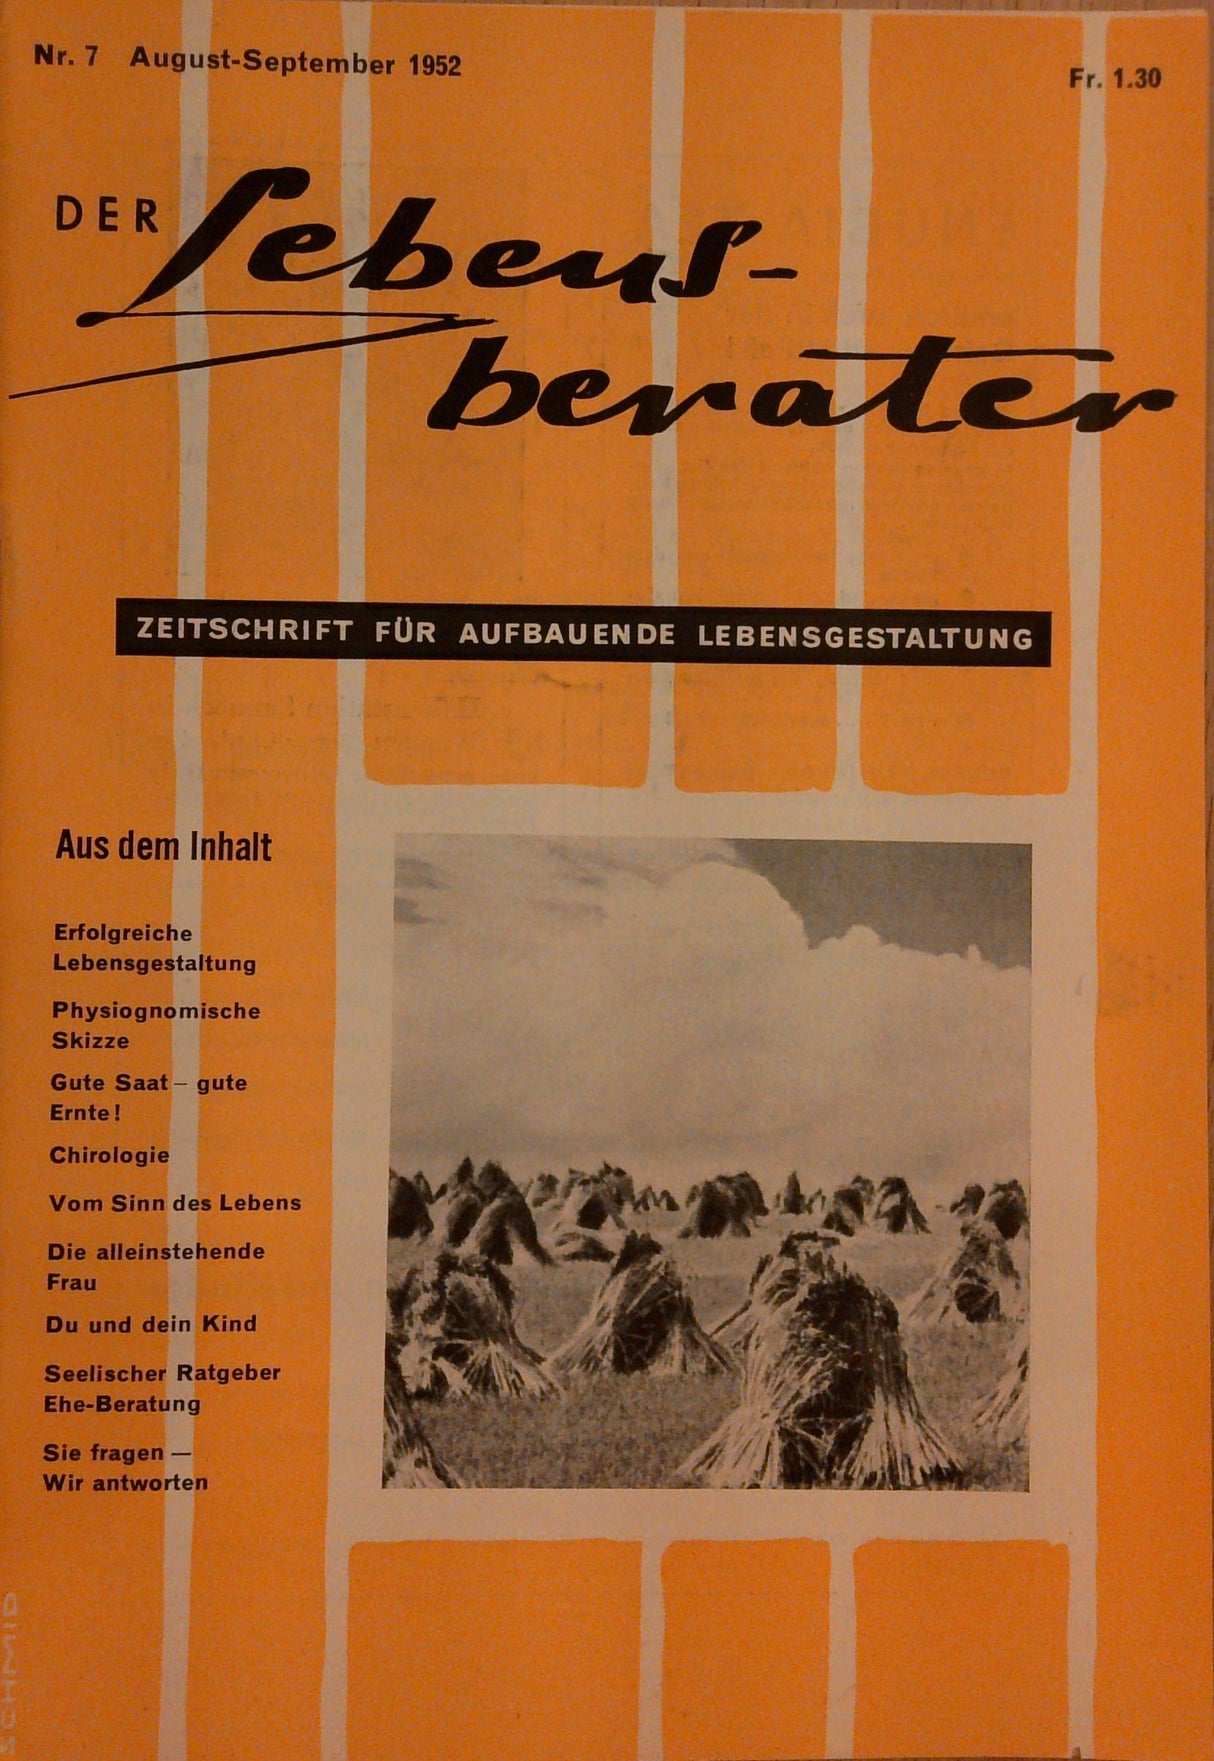 Nr. 7 August-September 1952
Fr. 1.30
DER Lebens-
berater
ZEITSCHRIFT FÜR AUFBAUENDE LEBENSGESTALTUNG
Aus dem Inhalt
Erfolgreiche
Lebensgestaltung
Physiognomische
Skizze
Gute Saat – gute
Ernte!
Chirologie
Vom Sinn des Lebens
Die alleinstehende
Frau
Du und dein Kind
Seelischer Ratgeber
Ehe-Beratung
Sie fragen —
Wir antworten
SCHMID